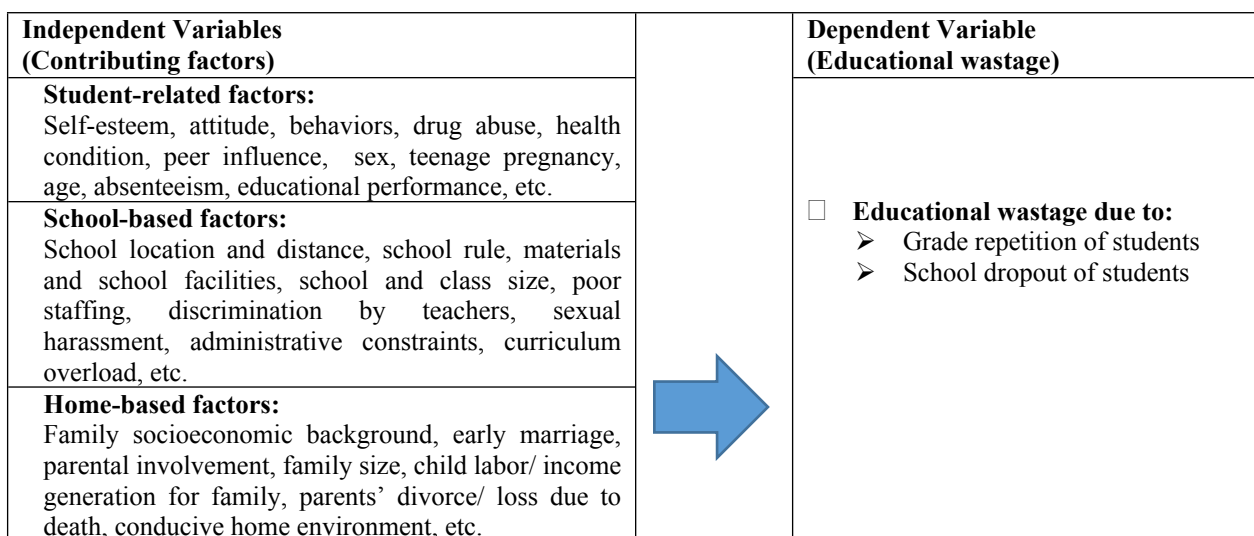 Independent Variables
(Contributing factors)
Student-related factors:
Self-esteem, attitude, behaviors, drug abuse, health
condition, peer influence, sex, teenage pregnancy,
age, absenteeism, educational performance, etc.
School-based factors:
School location and distance, school rule, materials
and school facilities, school and class size, poor
staffing, discrimination by teachers, sexual
harassment, administrative constraints, curriculum
overload, etc.
Home-based factors:
Family socioeconomic background, early marriage,
parental involvement, family size, child labor/ income
generation for family, parents’ divorce/ loss due to
death, conducive home environment, etc.
Dependent Variable
(Educational wastage)
Educational wastage due to:
➢ Grade repetition of students
➢ School dropout of students